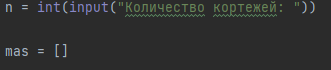 n = int(input("Количество кортежей: "))
mas = []